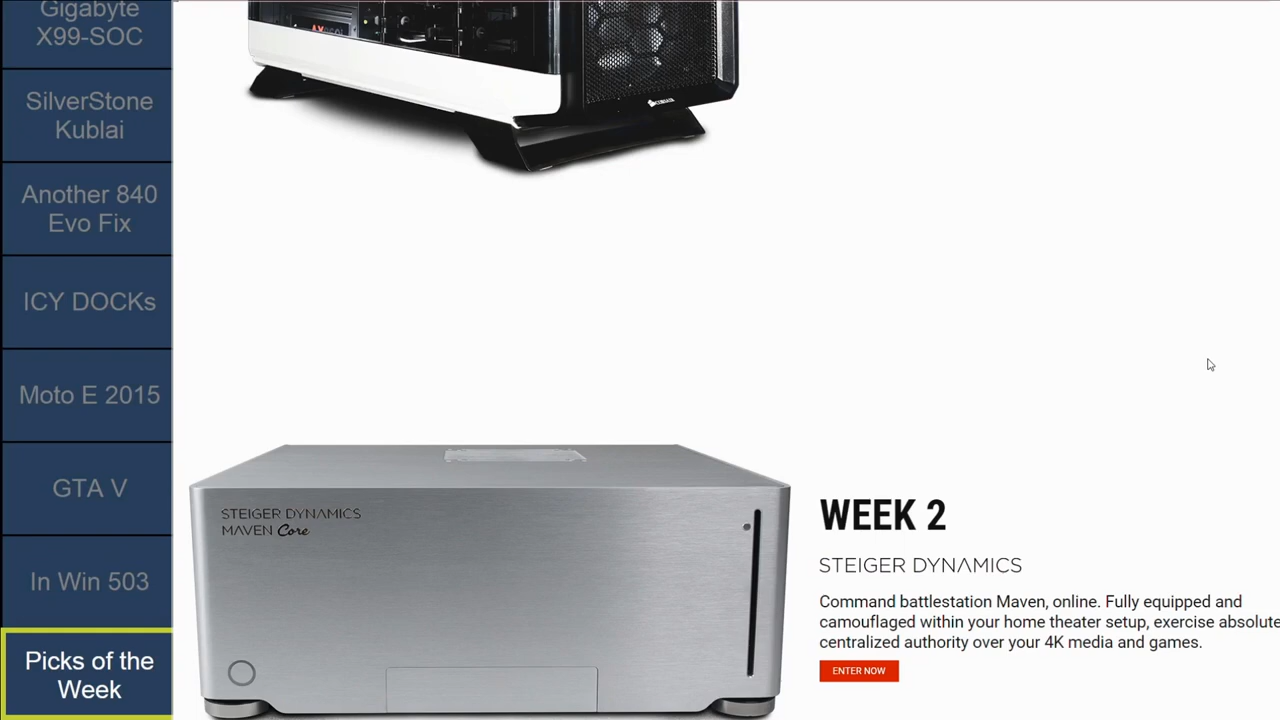 Gigabyte
X99-SOC
SilverStone
Kublai
Another 840
Evo Fix
ICY DOCKs
Moto E 2015
GTA V
In Win 503
Picks of the
Week
CORSAIR
STEIGER DYNAMICS
MAVEN Core
WEEK 2
STEIGER DYNAMICS
Command battlestation Maven, online. Fully equipped and
camouflaged within your home theater setup, exercise absolute
centralized authority over your 4K media and games.
ENTER NOW